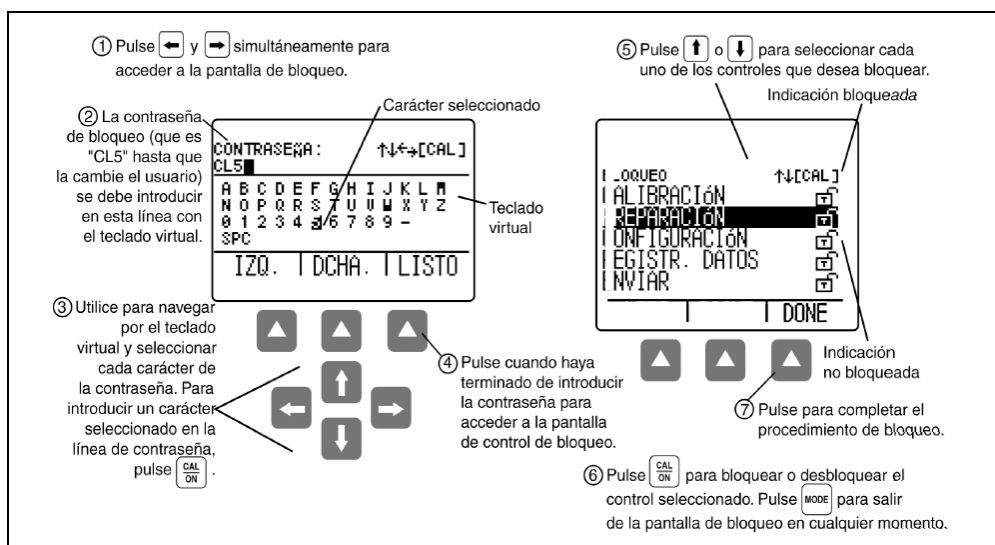 ① Pulse ← y → simultáneamente para
acceder a la pantalla de bloqueo.
② La contraseña
de bloqueo (que es
"CL5" hasta que
la cambie el usuario)
se debe introducir
en esta línea con
el teclado virtual.
Carácter seleccionado
CONTRASEÑA: ↑↓←→[CAL]
CL5
A B C D E F G H I J K L M
N O P Q R S T U V W X Y Z
0 1 2 3 4 5 6 7 8 9 -
SPC
IZQ. DCHA. LISTO
Teclado
virtual
③ Utilice para navegar
por el teclado
virtual y seleccionar
cada carácter de
la contraseña. Para
introducir un carácter
seleccionado en la
línea de contraseña,
pulse CAL ON .
④ Pulse cuando haya
terminado de introducir
la contraseña para
acceder a la pantalla
de control de bloqueo.
⑤ Pulse ↑ o ↓ para seleccionar cada
uno de los controles que desea bloquear.
Indicación bloqueada
LOQUEO ↑↓[CAL]
ALIBRACIóN
REPARACIóN
ONFIGURACIóN
EGISTR. DATOS
NVIAR
DONE
Indicación
no bloqueada
⑦ Pulse para completar el
procedimiento de bloqueo.
⑥ Pulse CAL ON para bloquear o desbloquear el
control seleccionado. Pulse MODE para salir
de la pantalla de bloqueo en cualquier momento.